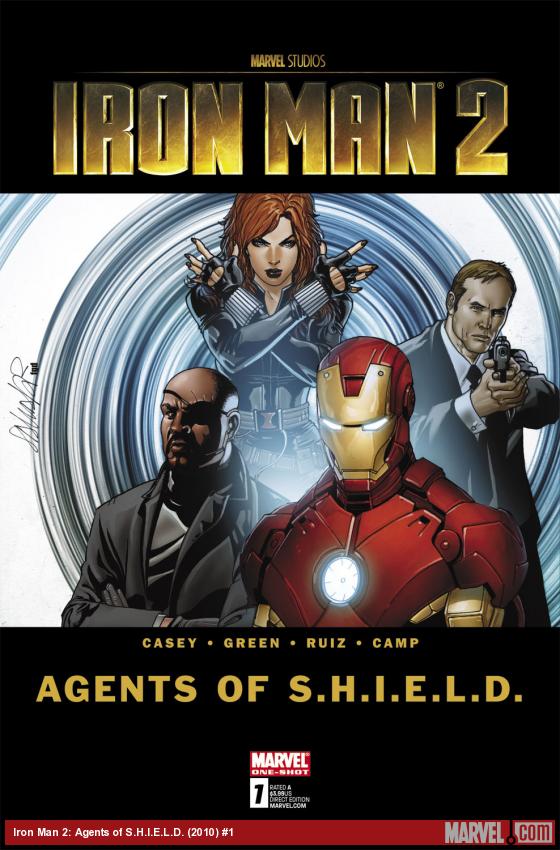 MARVEL STUDIOS
IRON MAN® 2
CASEY • GREEN • RUIZ • CAMP
AGENTS OF S.H.I.E.L.D.
MARVEL
ONE-SHOT
1
RATED A
$3.99US
DIRECT EDITION
MARVEL.COM
Iron Man 2: Agents of S.H.I.E.L.D. (2010) #1
MARVEL.COM